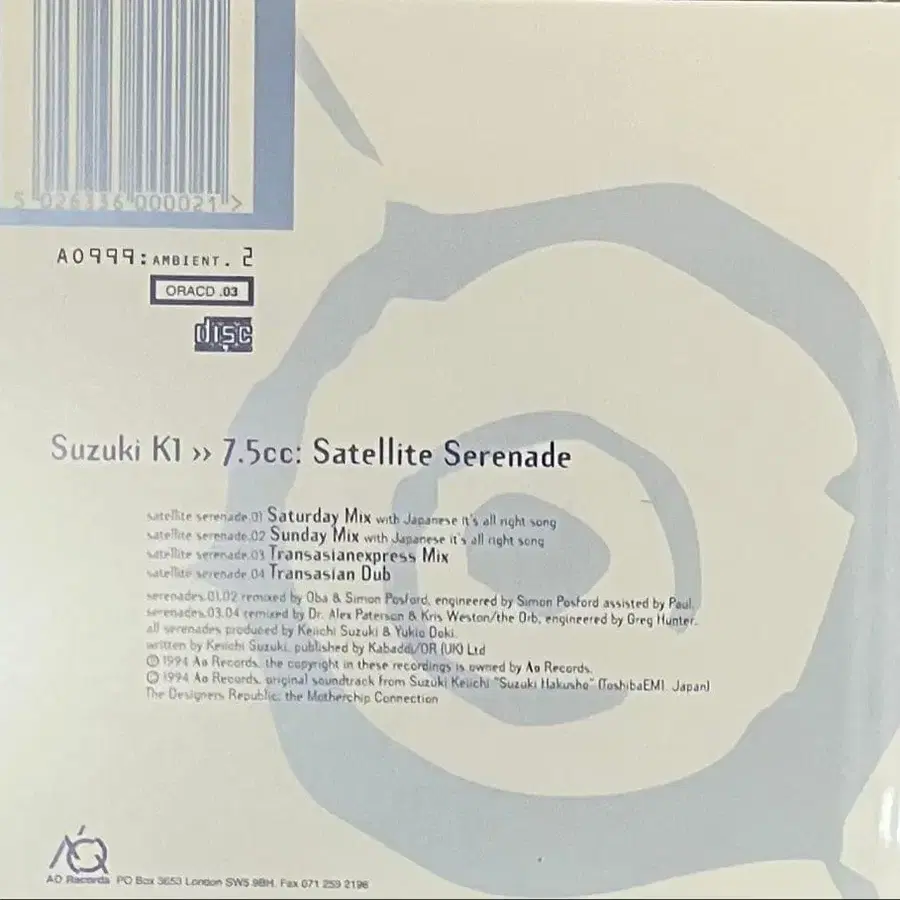 5 026336 000021 >
AO999:AMBIENT. 2
ORACD .03
disc
Suzuki K1 >> 7.5cc: Satellite Serenade
satellite serenade.01 Saturday Mix with Japanese it's all right song
satellite serenade.02 Sunday Mix with Japanese it's all right song
satellite serenade.03 Transasianexpress Mix
satellite serenade.04 Transasian Dub
serenades.01.02 remixed by Oba & Simon Posford, engineered by Simon Posford assisted by Paul.
serenades.03.04 remixed by Dr. Alex Paterson & Kris Weston/the Orb, engineered by Greg Hunter.
all serenades produced by Keiichi Suzuki & Yukio Doki.
written by Keiichi Suzuki. published by Kabaddi/OR (UK) Ltd
Ⓟ 1994 Ao Records. the copyright in these recordings is owned by Ao Records.
© 1994 Ao Records. original soundtrack from Suzuki Keiichi "Suzuki Hakusho" (ToshibaEMI. Japan)
The Designers Republic: the Motherchip Connection
AO
AO Records PO Box 3653 London SW5 9BH. Fax 071 259 2196